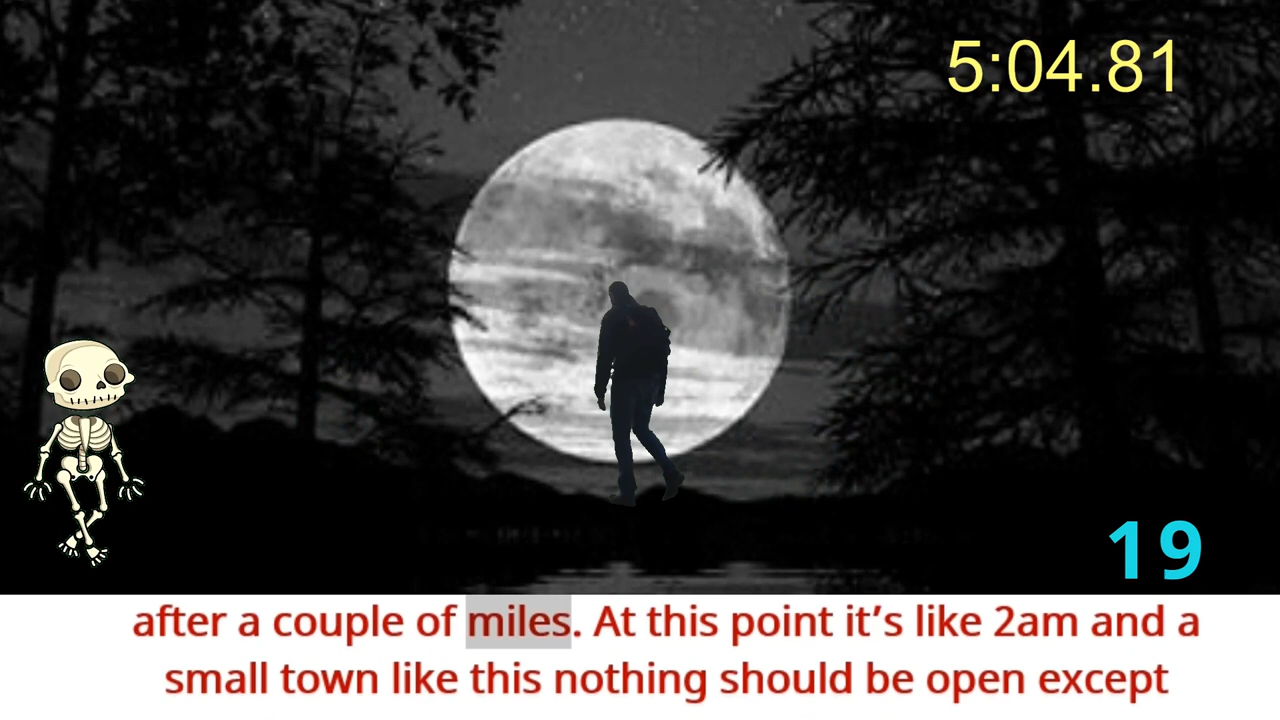 5:04.81
19
after a couple of miles. At this point it’s like 2am and a
small town like this nothing should be open except